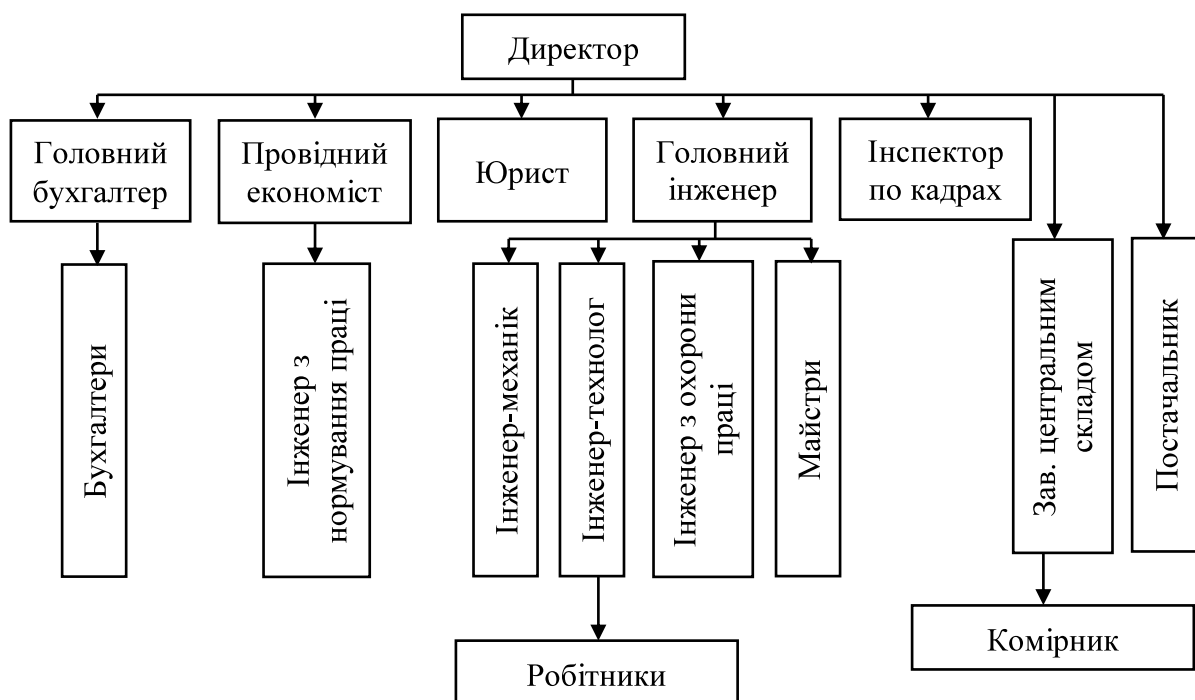 Директор
Головний
бухгалтер
Провідний
економіст
Юрист
Головний
інженер
Інспектор
по кадрах
Бухгалтери
Інженер з
нормування праці
Інженер-механік
Інженер-технолог
Інженер з охорони
праці
Майстри
Зав. центральним
складом
Постачальник
Робітники
Комірник